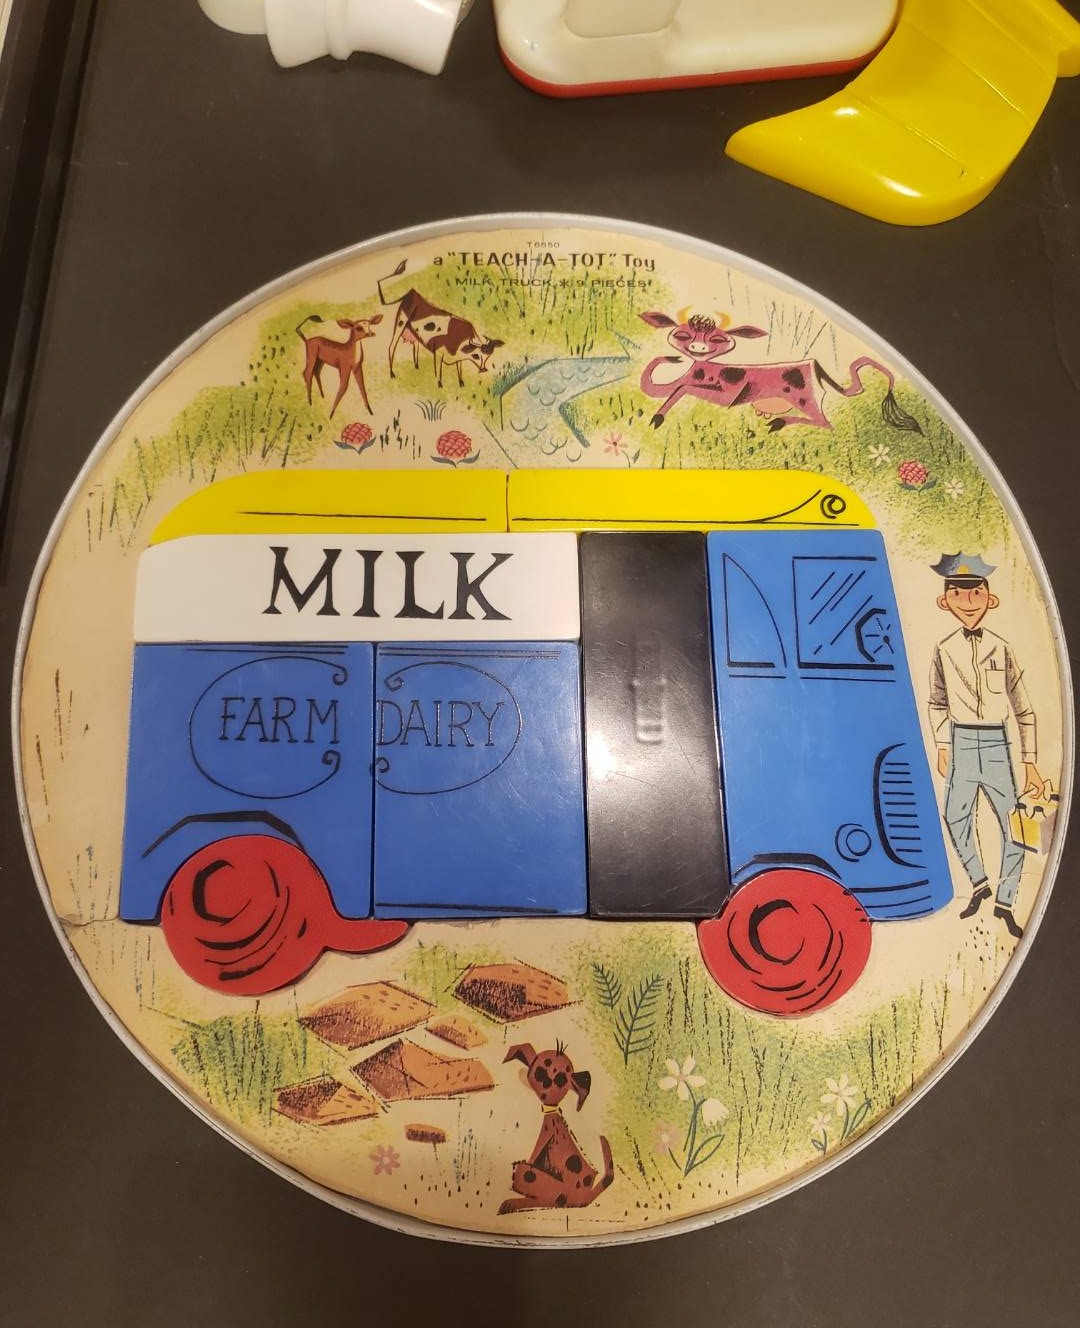 T6550
a "TEACH-A-TOT" Toy
MILK TRUCK * 9 PIECES
MILK
FARM DAIRY